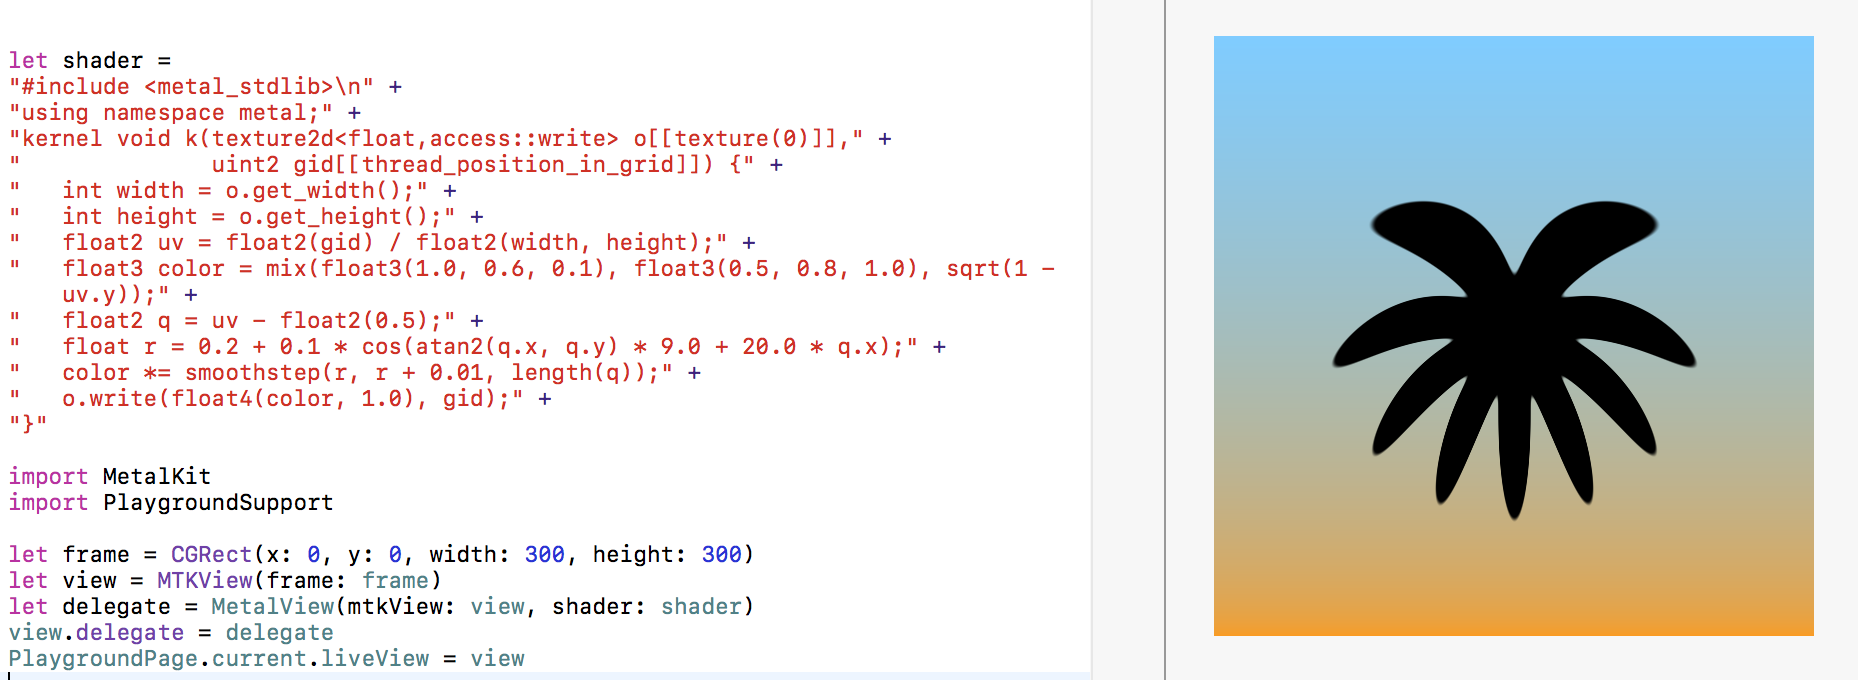 let shader =
"#include <metal_stdlib>\n" +
"using namespace metal;" +
"kernel void k(texture2d<float,access::write> o[[texture(0)]]," +
"              uint2 gid[[thread_position_in_grid]]) {" +
"   int width = o.get_width();" +
"   int height = o.get_height();" +
"   float2 uv = float2(gid) / float2(width, height);" +
"   float3 color = mix(float3(1.0, 0.6, 0.1), float3(0.5, 0.8, 1.0), sqrt(1 -
    uv.y));" +
"   float2 q = uv - float2(0.5);" +
"   float r = 0.2 + 0.1 * cos(atan2(q.x, q.y) * 9.0 + 20.0 * q.x);" +
"   color *= smoothstep(r, r + 0.01, length(q));" +
"   o.write(float4(color, 1.0), gid);" +
"}"
import MetalKit
import PlaygroundSupport
let frame = CGRect(x: 0, y: 0, width: 300, height: 300)
let view = MTKView(frame: frame)
let delegate = MetalView(mtkView: view, shader: shader)
view.delegate = delegate
PlaygroundPage.current.liveView = view